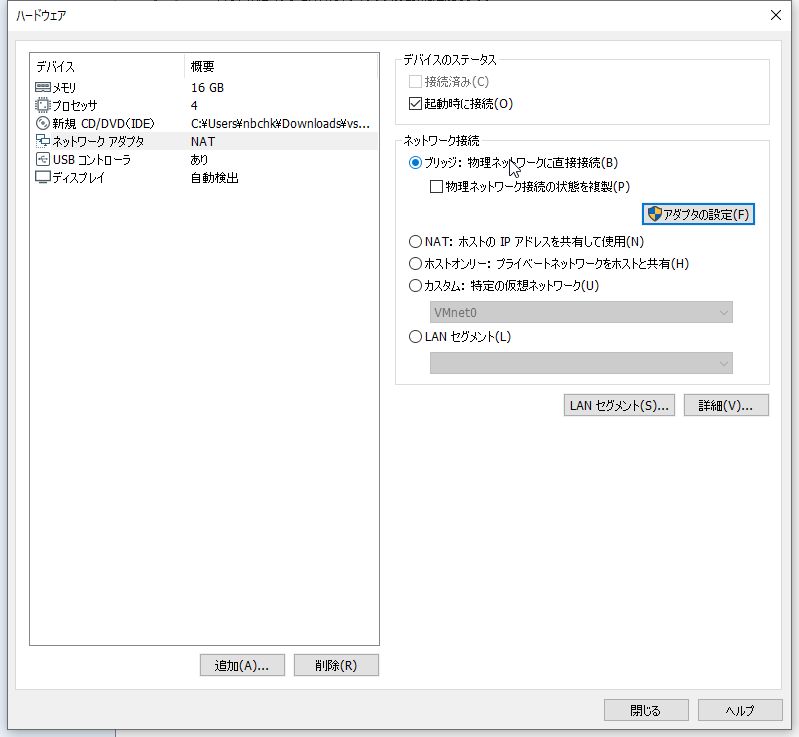 ハードウェア
デバイス 概要
メモリ 16 GB
プロセッサ 4
新規 CD/DVD (IDE) C:¥Users¥nbchk¥Downloads¥vs...
ネットワーク アダプタ NAT
USB コントローラ あり
ディスプレイ 自動検出
追加(A)...
削除(R)
デバイスのステータス
接続済み(C)
起動時に接続(O)
ネットワーク接続
ブリッジ: 物理ネットワークに直接接続(B)
物理ネットワーク接続の状態を複製(P)
アダプタの設定(F)
NAT: ホストの IP アドレスを共有して使用(N)
ホストオンリー: プライベートネットワークをホストと共有(H)
カスタム: 特定の仮想ネットワーク(U)
VMnet0
LAN セグメント(L)
LAN セグメント(S)...
詳細(V)...
閉じる
ヘルプ